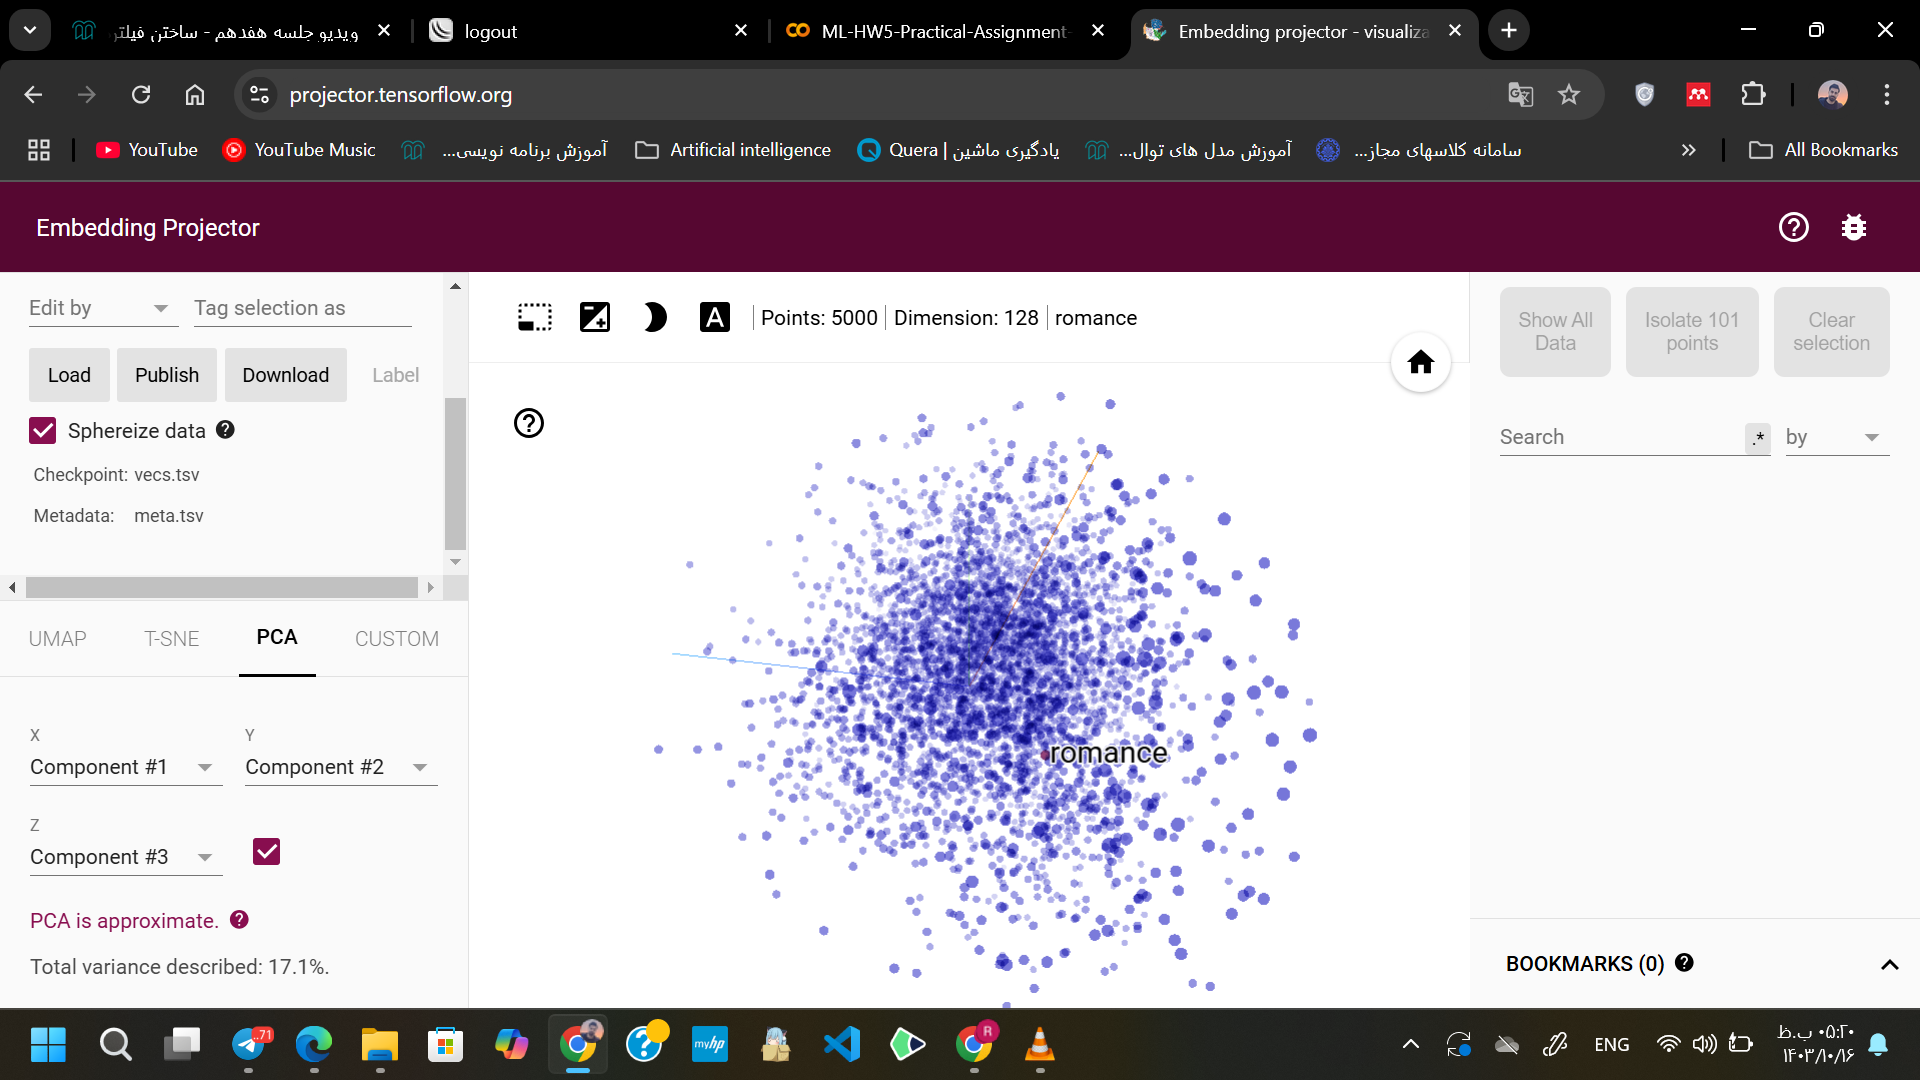 ویدیو جلسه هفدهم - ساختن فیلتر
logout
ML-HW5-Practical-Assignment-
Embedding projector - visualiza
projector.tensorflow.org
YouTube
YouTube Music
آموزش برنامه نویسی...
Artificial intelligence
Quera | یادگیری ماشین
آموزش مدل های توال...
سامانه کلاسهای مجاز...
All Bookmarks
Embedding Projector
Edit by
Tag selection as
Load
Publish
Download
Label
Sphereize data
Checkpoint: vecs.tsv
Metadata: meta.tsv
UMAP
T-SNE
PCA
CUSTOM
X
Component #1
Y
Component #2
Z
Component #3
PCA is approximate.
Total variance described: 17.1%.
A
Points: 5000
Dimension: 128
romance
romance
Show All Data
Isolate 101 points
Clear selection
Search
.*
by
BOOKMARKS (0)
71
myhp
R
ENG
۰۵:۲۰ ب.ظ
۱۴۰۳/۱۰/۱۶